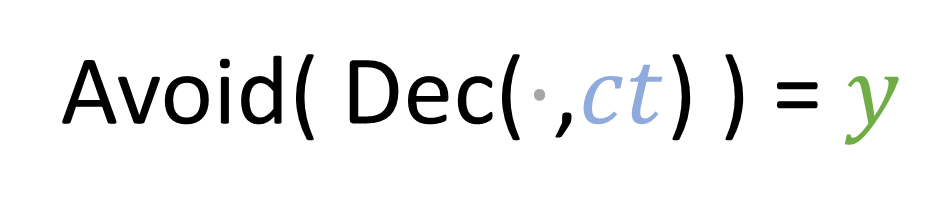 Avoid( Dec(· ,ct) ) = y